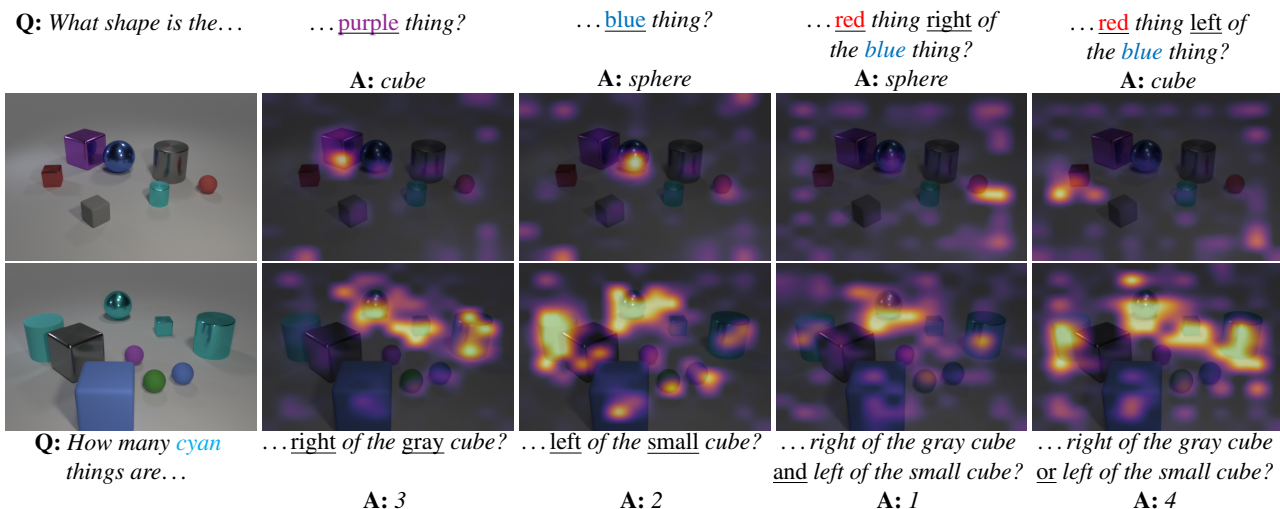 Q: What shape is the…
…purple thing?
A: cube
…blue thing?
A: sphere
…red thing right of
the blue thing?
A: sphere
…red thing left of
the blue thing?
A: cube
Q: How many cyan
things are…
…right of the gray cube?
A: 3
…left of the small cube?
A: 2
…right of the gray cube
and left of the small cube?
A: 1
…right of the gray cube
or left of the small cube?
A: 4